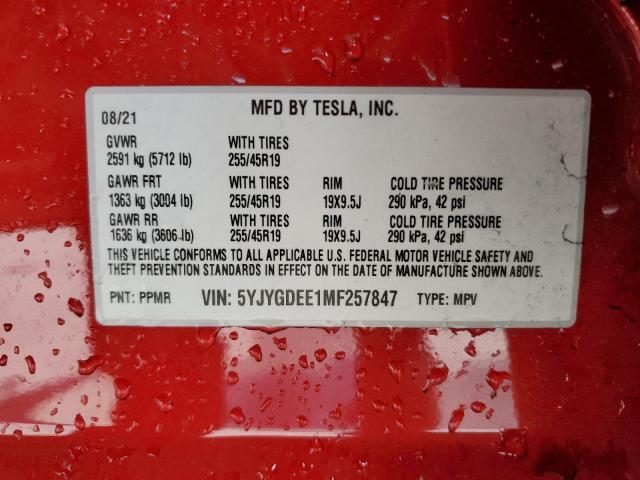 MFD BY TESLA, INC.
08/21
GVWR WITH TIRES
2591 kg (5712 lb) 255/45R19
GAWR FRT WITH TIRES RIM COLD TIRE PRESSURE
1363 kg (3004 lb) 255/45R19 19X9.5J 290 kPa, 42 psi
GAWR RR WITH TIRES RIM COLD TIRE PRESSURE
1636 kg (3606 lb) 255/45R19 19X9.5J 290 kPa, 42 psi
THIS VEHICLE CONFORMS TO ALL APPLICABLE U.S. FEDERAL MOTOR VEHICLE SAFETY AND
THEFT PREVENTION STANDARDS IN EFFECT ON THE DATE OF MANUFACTURE SHOWN ABOVE.
PNT: PPMR VIN: 5YJYGDEE1MF257847 TYPE: MPV